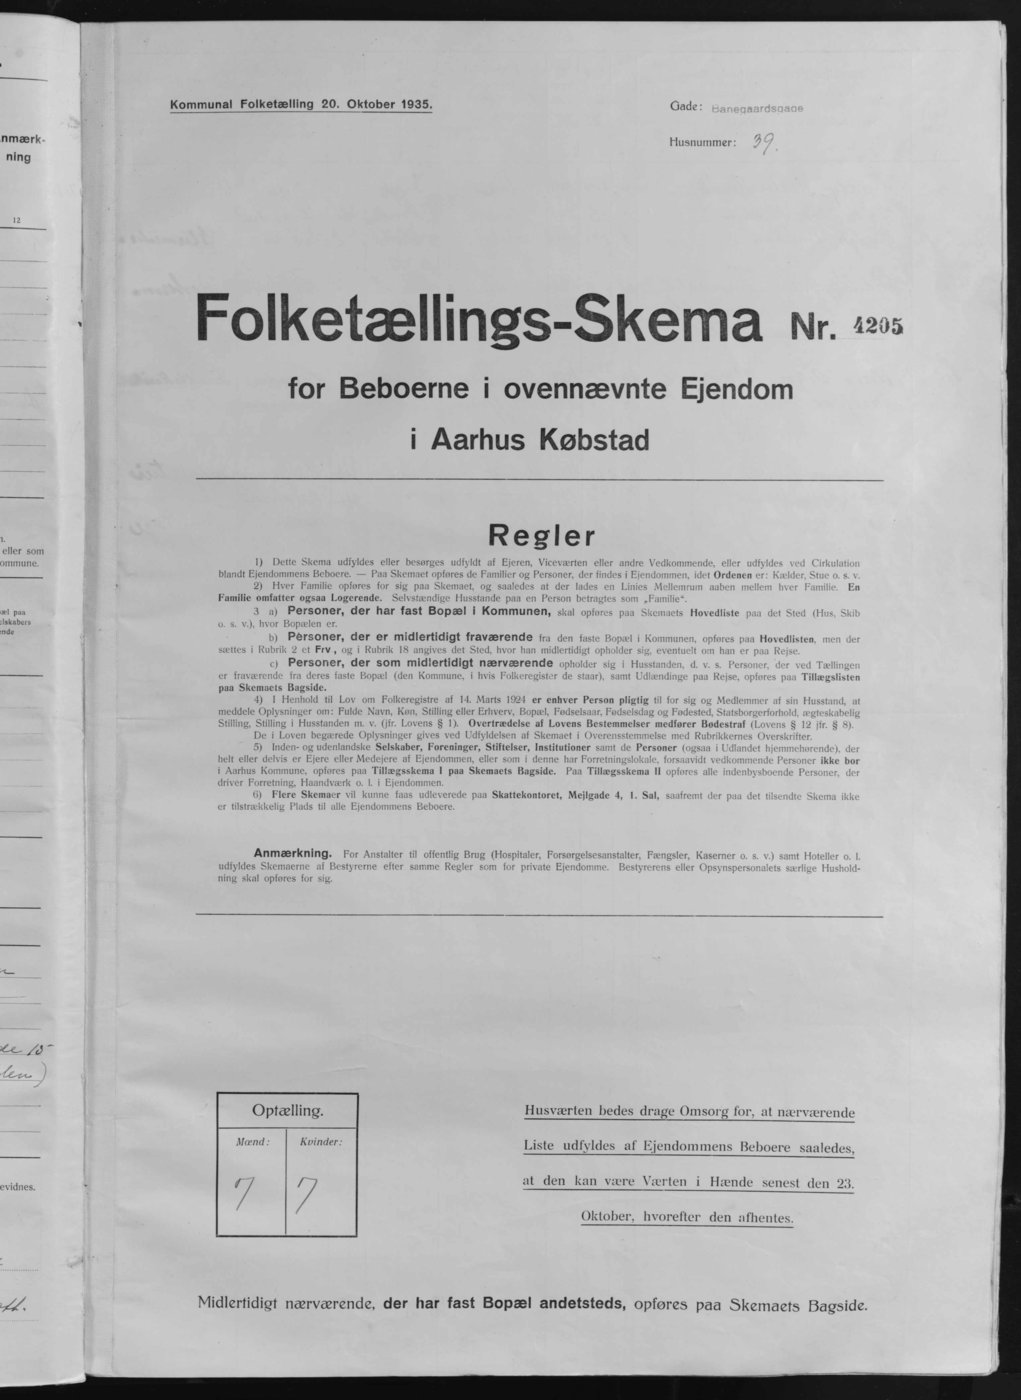 nmærk-
ning
12
eller som
ommune.
æl paa
elskabers
ende
de 15
len)
evidnes.
Kommunal Folketælling 20. Oktober 1935.
Gade: Banegaardsgade
Husnummer: 39.
Folketællings-Skema Nr. 4205
for Beboerne i ovennævnte Ejendom
i Aarhus Købstad
Regler
1) Dette Skema udfyldes eller besørges udfyldt af Ejeren, Viceværten eller andre Vedkommende, eller udfyldes ved Cirkulation
blandt Ejendommens Beboere. — Paa Skemaet opføres de Familier og Personer, der findes i Ejendommen, idet Ordenen er: Kælder, Stue o. s. v.
2) Hver Familie opføres for sig paa Skemaet, og saaledes at der lades en Linies Mellemrum aaben mellem hver Familie. En
Familie omfatter ogsaa Logerende. Selvstændige Husstande paa en Person betragtes som „Familie“.
3 a) Personer, der har fast Bopæl i Kommunen, skal opføres paa Skemaets Hovedliste paa det Sted (Hus, Skib
o. s. v.), hvor Bopælen er.
b) Personer, der er midlertidigt fraværende fra den faste Bopæl i Kommunen, opføres paa Hovedlisten, men der
sættes i Rubrik 2 et Frv., og i Rubrik 18 angives det Sted, hvor han midlertidigt opholder sig, eventuelt om han er paa Rejse.
c) Personer, der som midlertidigt nærværende opholder sig i Husstanden, d. v. s. Personer, der ved Tællingen
er fraværende fra deres faste Bopæl (den Kommune, i hvis Folkeregister de staar), samt Udlændinge paa Rejse, opføres paa Tillægslisten
paa Skemaets Bagside.
4) I Henhold til Lov om Folkeregistre af 14. Marts 1924 er enhver Person pligtig til for sig og Medlemmer af sin Husstand, at
meddele Oplysninger om: Fulde Navn, Køn, Stilling eller Erhverv, Bopæl, Fødselsaar, Fødselsdag og Fødested, Statsborgerforhold, ægteskabelig
Stilling, Stilling i Husstanden m. v. (jfr. Lovens § 1). Overtrædelse af Lovens Bestemmelser medfører Bødestraf (Lovens § 12 jfr. § 8).
De i Loven begærede Oplysninger gives ved Udfyldelsen af Skemaet i Overensstemmelse med Rubrikkernes Overskrifter.
5) Inden- og udenlandske Selskaber, Foreninger, Stiftelser, Institutioner samt de Personer (ogsaa i Udlandet hjemmehørende), der
helt eller delvis er Ejere eller Medejere af Ejendommen, eller som i denne har Forretningslokale, forsaavidt vedkommende Personer ikke bor
i Aarhus Kommune, opføres paa Tillægsskema I paa Skemaets Bagside. Paa Tillægsskema II opføres alle indenbysboende Personer, der
driver Forretning, Haandværk o. l. i Ejendommen.
6) Flere Skemaer vil kunne faas udleverede paa Skattekontoret, Mejlgade 4, 1. Sal, saafremt der paa det tilsendte Skema ikke
er tilstrækkelig Plads til alle Ejendommens Beboere.
Anmærkning. For Anstalter til offentlig Brug (Hospitaler, Forsørgelsesanstalter, Fængsler, Kaserner o. s. v.) samt Hoteller o. l.
udfyldes Skemaerne af Bestyrerne efter samme Regler som for private Ejendomme. Bestyrerens eller Opsynspersonalets særlige Hushold-
ning skal opføres for sig.
Optælling.
Mænd: Kvinder:
7 7
Husværten bedes drage Omsorg for, at nærværende
Liste udfyldes af Ejendommens Beboere saaledes,
at den kan være Værten i Hænde senest den 23.
Oktober, hvorefter den afhentes.
Midlertidigt nærværende, der har fast Bopæl andetsteds, opføres paa Skemaets Bagside.